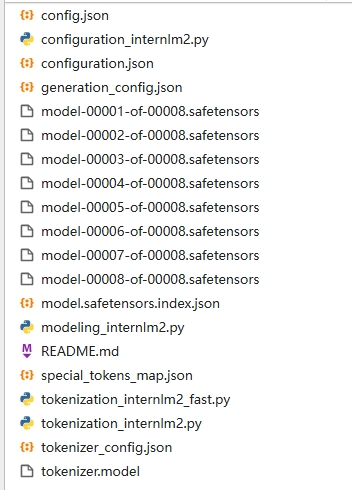 config.json
configuration_internlm2.py
configuration.json
generation_config.json
model-00001-of-00008.safetensors
model-00002-of-00008.safetensors
model-00003-of-00008.safetensors
model-00004-of-00008.safetensors
model-00005-of-00008.safetensors
model-00006-of-00008.safetensors
model-00007-of-00008.safetensors
model-00008-of-00008.safetensors
model.safetensors.index.json
modeling_internlm2.py
README.md
special_tokens_map.json
tokenization_internlm2_fast.py
tokenization_internlm2.py
tokenizer_config.json
tokenizer.model